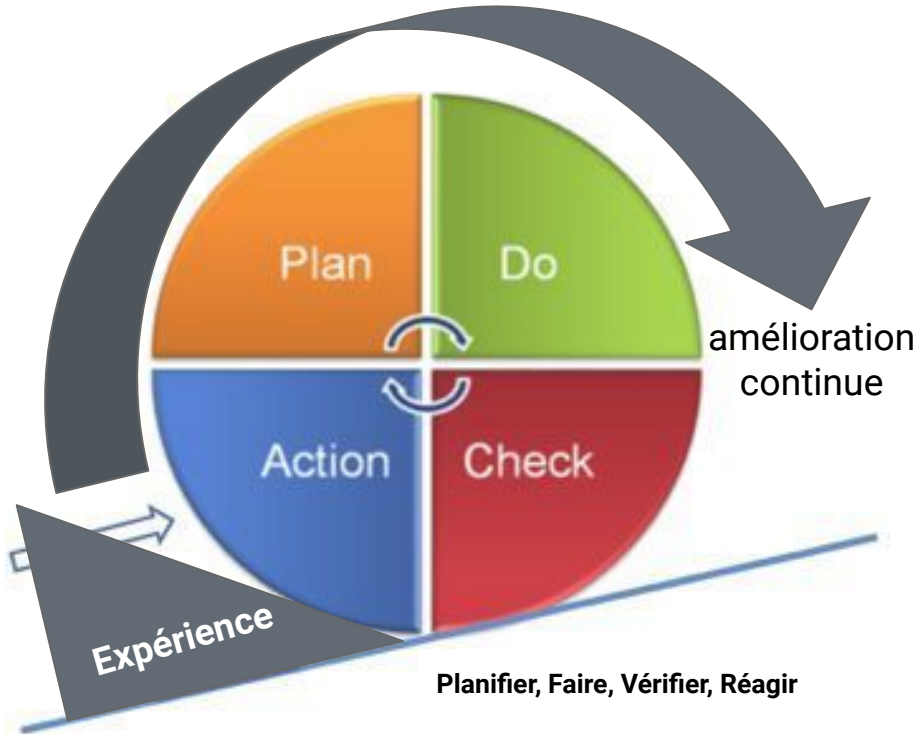 Plan
Do
amélioration
continue
Action
Check
Expérience
Planifier, Faire, Vérifier, Réagir